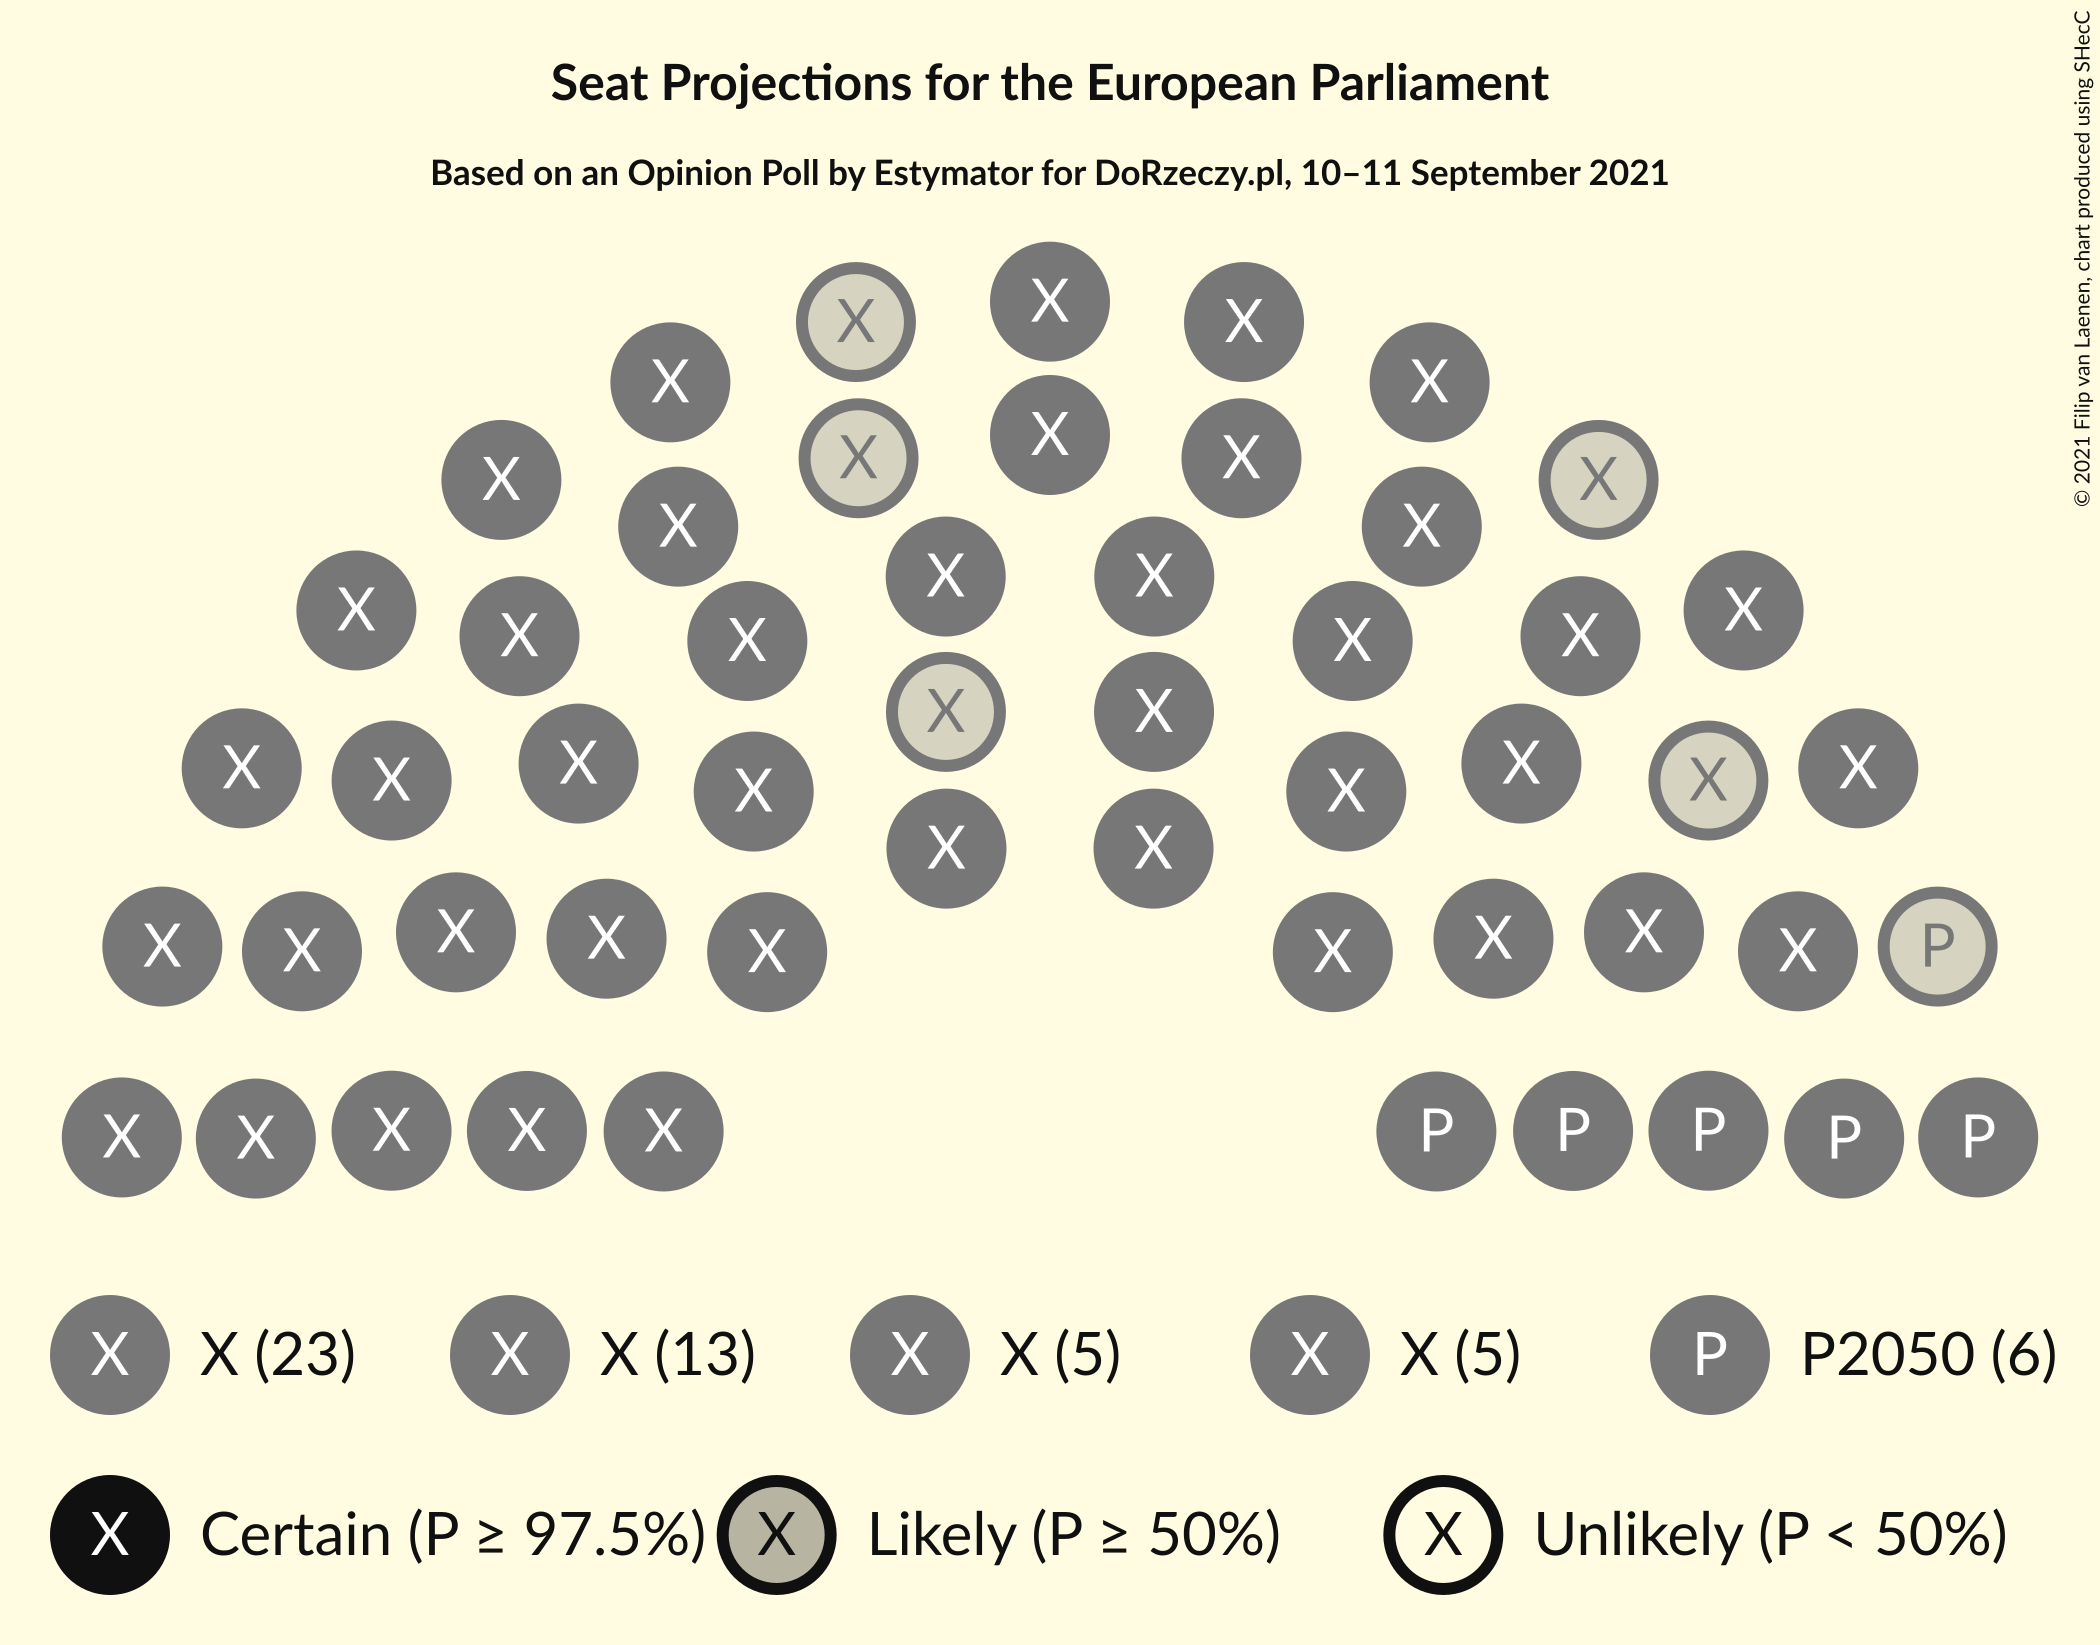 Seat Projections for the European Parliament
Based on an Opinion Poll by Estymator for DoRzeczy.pl, 10–11 September 2021
© 2021 Filip van Laenen, chart produced using SHecC
X
X X
X X
X
X X
X X
X X
X X
X X
X X
X X X X
X X
X X
X X X X
X X
X X
X X X X X X X P
X X
X X X X X P P P P P
X X (23) X X (13) X X (5) X X (5) P P2050 (6)
X Certain (P ≥ 97.5%) X Likely (P ≥ 50%) X Unlikely (P < 50%)